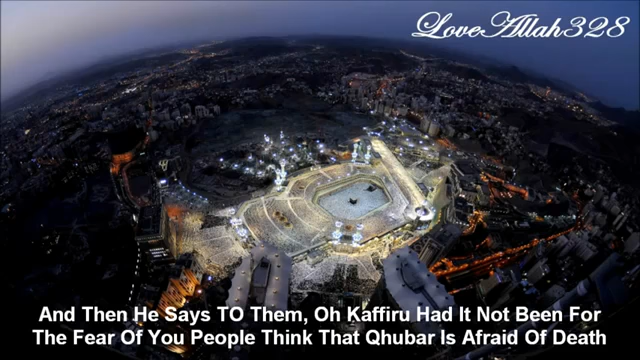 LoveAllah328
And Then He Says TO Them, Oh Kaffiru Had It Not Been For
The Fear Of You People Think That Qhubar Is Afraid Of Death